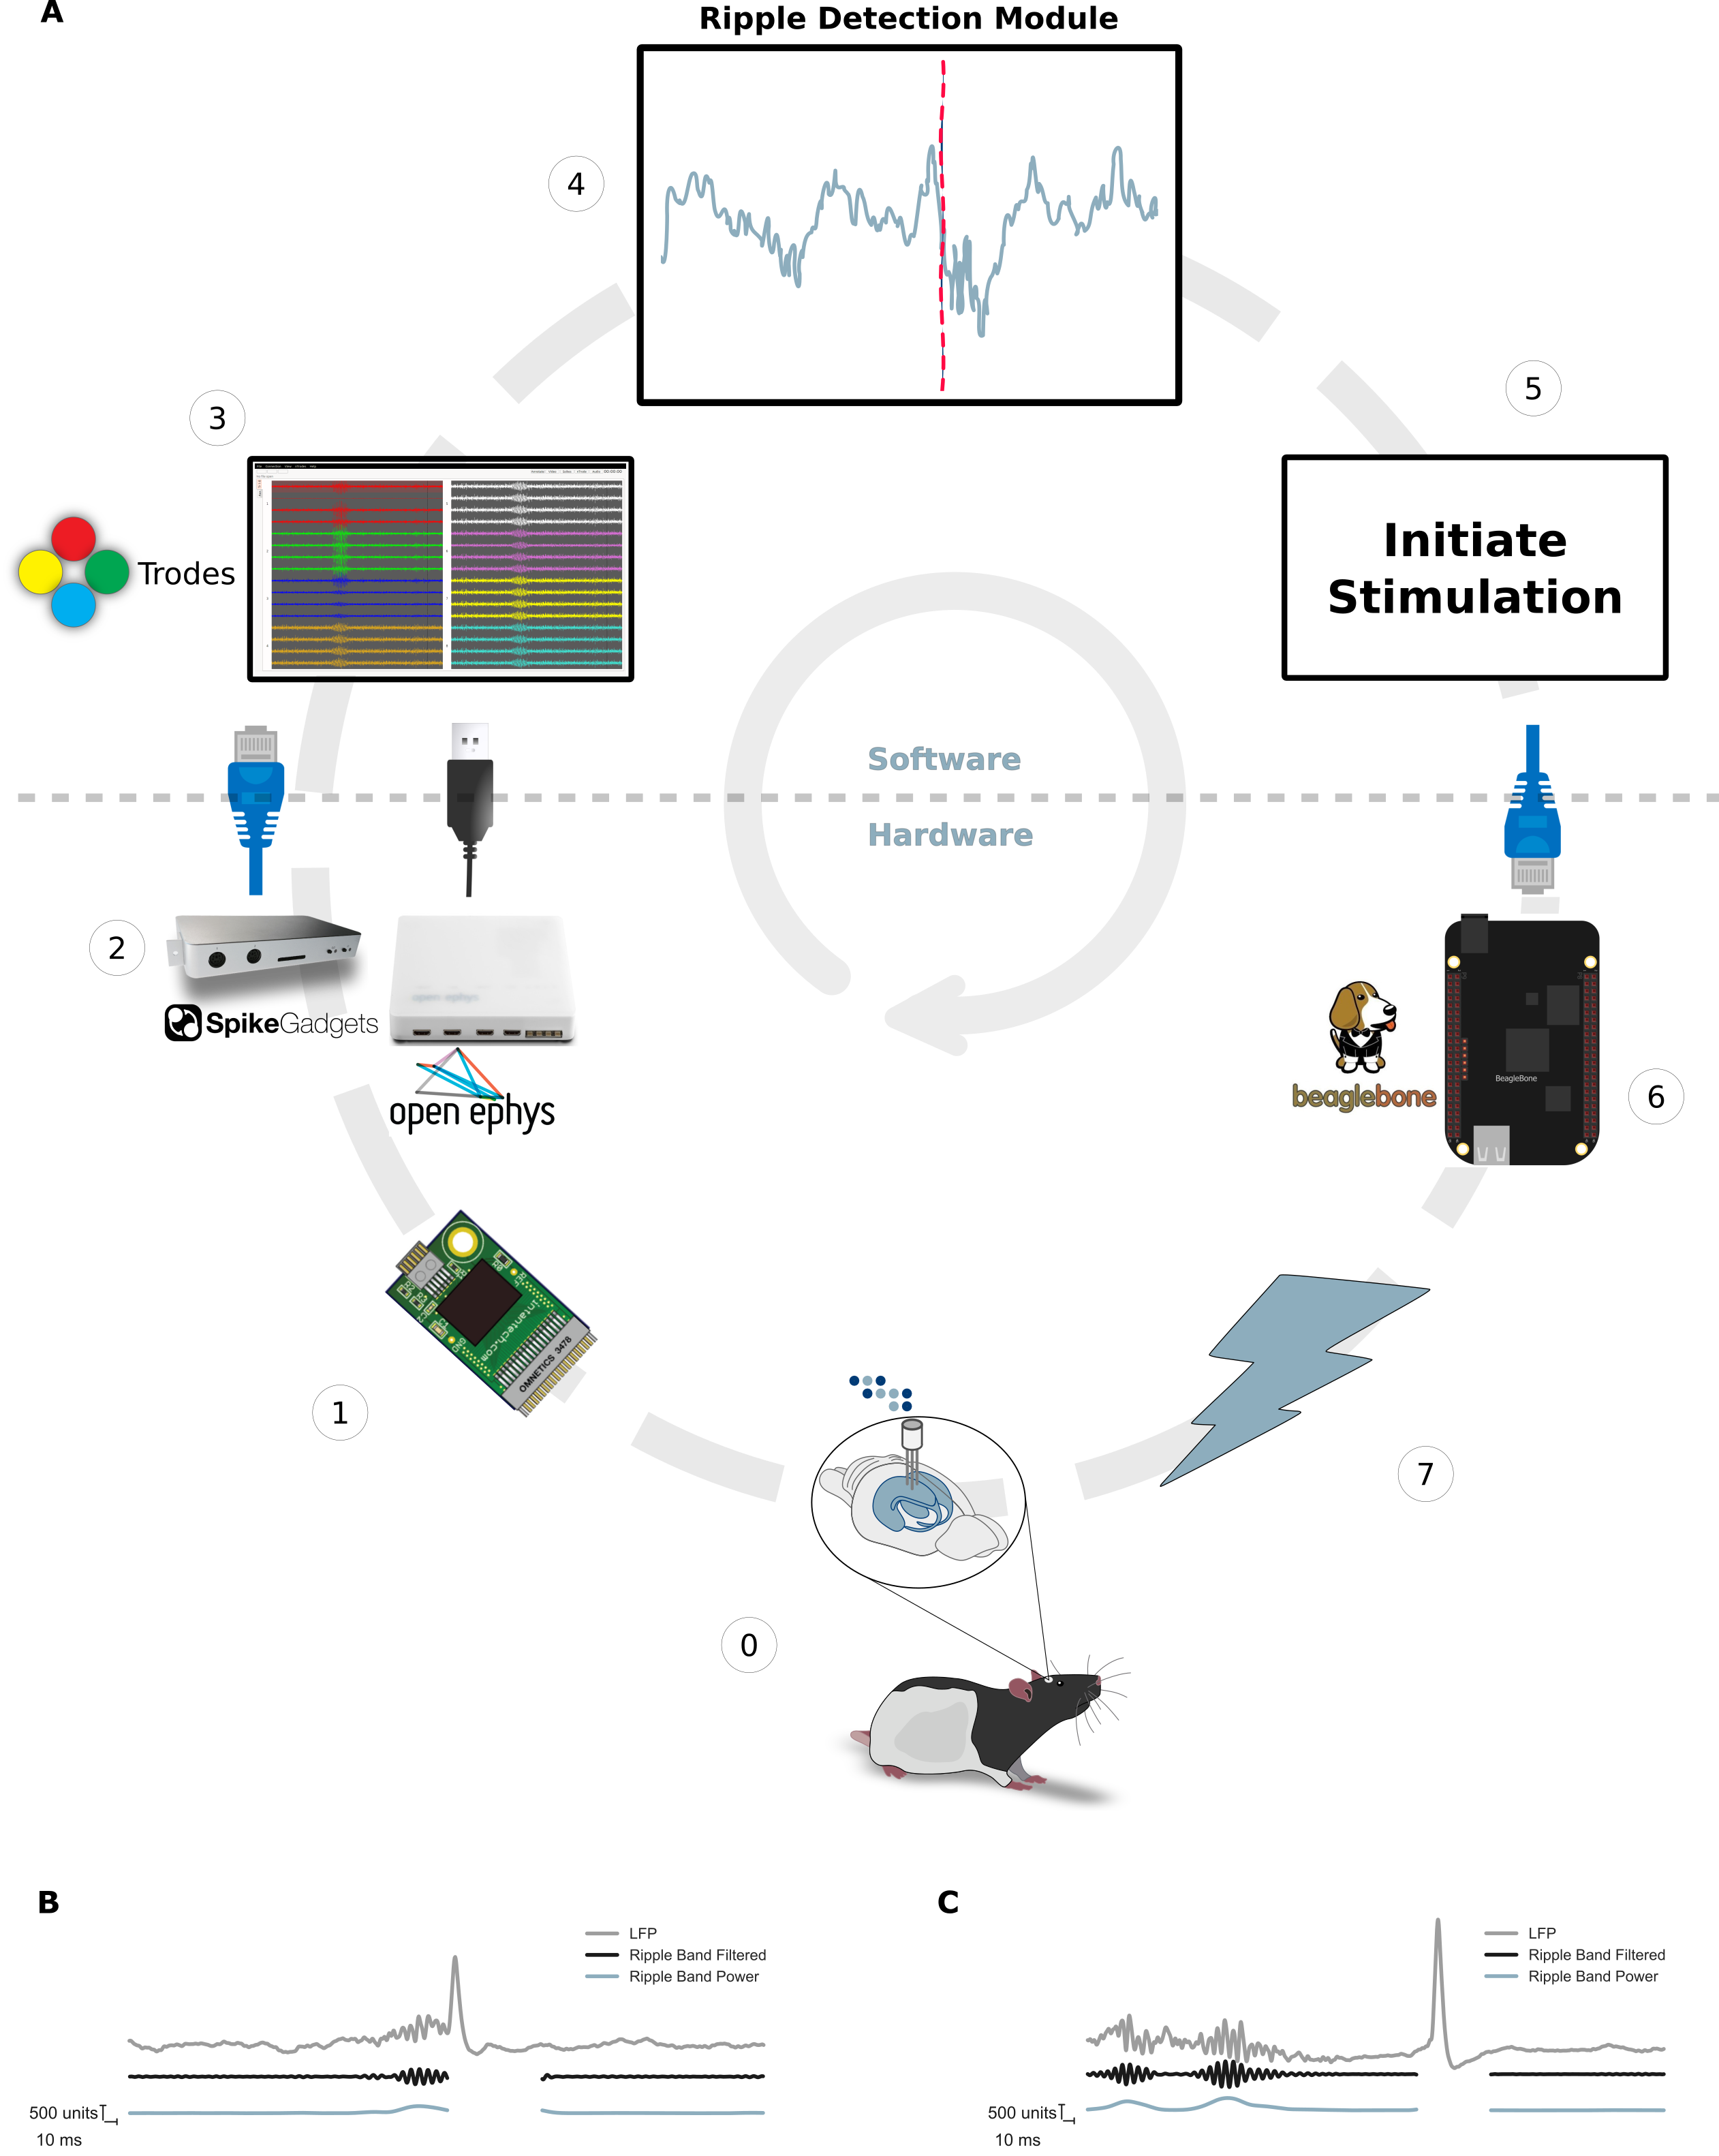 A
Ripple Detection Module
4
5
3
Trodes
Initiate
Stimulation
Software
Hardware
2
SpikeGadgets
open ephys
open ephys
beaglebone
BeagleBone
6
intantech.com
OMNETICS 3478
1
7
0
B
LFP
Ripple Band Filtered
Ripple Band Power
500 units
10 ms
C
LFP
Ripple Band Filtered
Ripple Band Power
500 units
10 ms